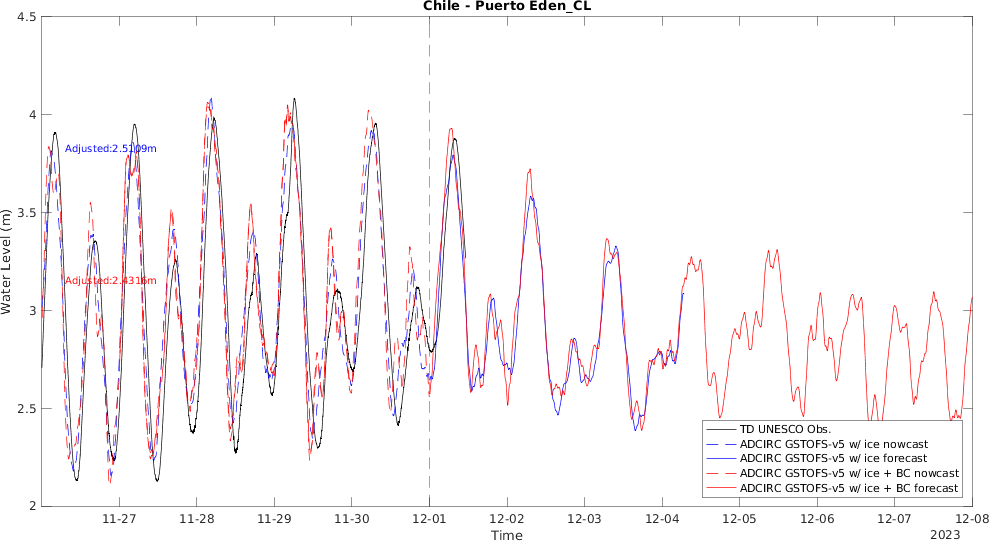 Chile - Puerto Eden_CL
4.5
4
3.5
3
2.5
2
Water Level (m)
Adjusted:2.5109m
Adjusted:2.4316m
TD UNESCO Obs.
ADCIRC GSTOFS-v5 w/ ice nowcast
ADCIRC GSTOFS-v5 w/ ice forecast
ADCIRC GSTOFS-v5 w/ ice + BC nowcast
ADCIRC GSTOFS-v5 w/ ice + BC forecast
11-27 11-28 11-29 11-30 12-01 12-02 12-03 12-04 12-05 12-06 12-07 12-08
Time
2023